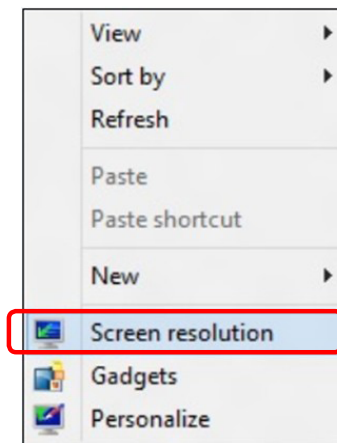 View
Sort by
Refresh
Paste
Paste shortcut
New
Screen resolution
Gadgets
Personalize